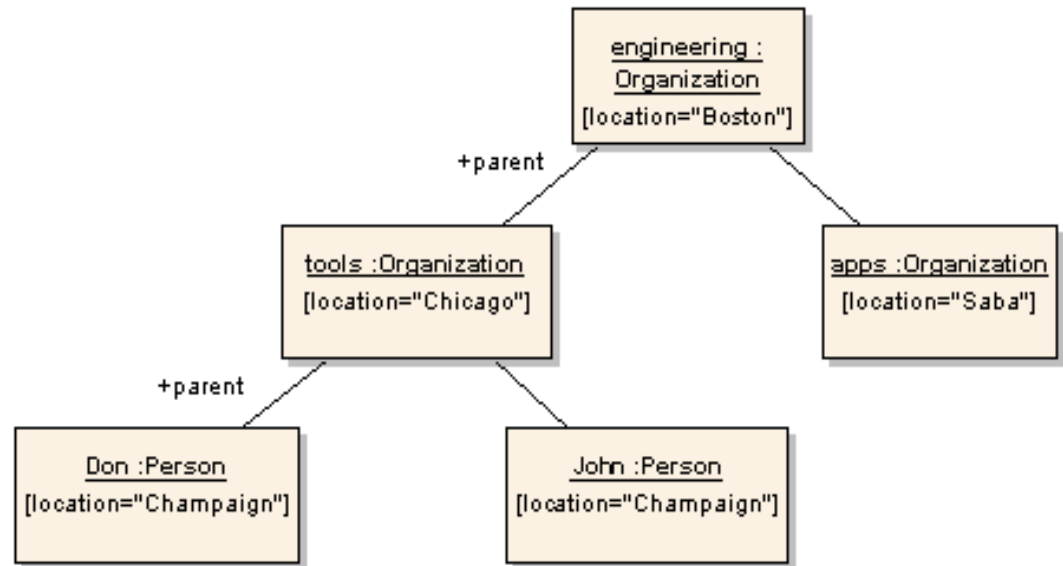 engineering :
Organization
[location="Boston"]
+parent
tools :Organization
[location="Chicago"]
apps :Organization
[location="Saba"]
+parent
Don :Person
[location="Champaign"]
John :Person
[location="Champaign"]